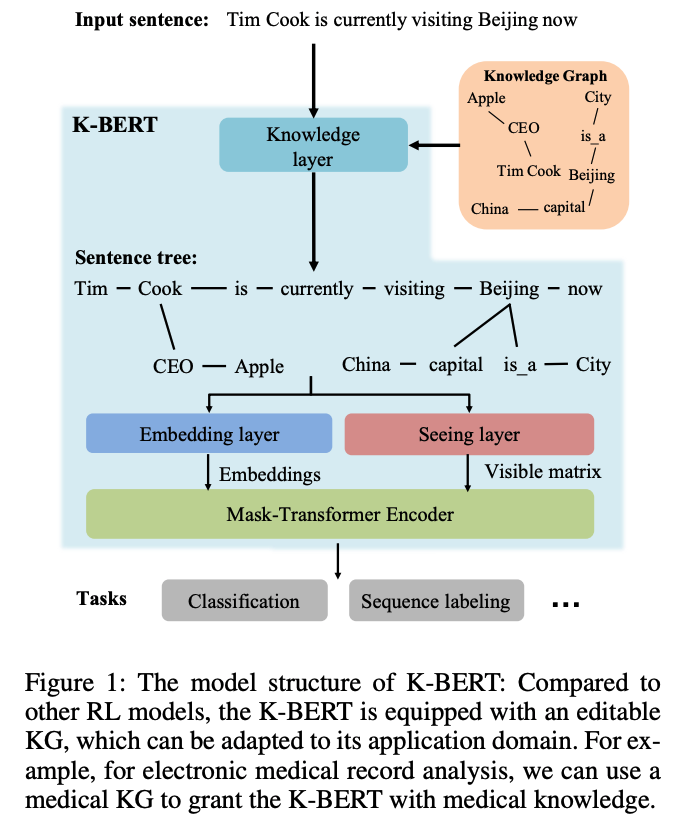 Input sentence: Tim Cook is currently visiting Beijing now
Knowledge Graph
Apple City
CEO is_a
Tim Cook Beijing
China capital
K-BERT
Knowledge
layer
Sentence tree:
Tim Cook is currently visiting Beijing now
CEO Apple China capital is_a City
Embedding layer Seeing layer
Embeddings Visible matrix
Mask-Transformer Encoder
Tasks Classification Sequence labeling ...
Figure 1: The model structure of K-BERT: Compared to
other RL models, the K-BERT is equipped with an editable
KG, which can be adapted to its application domain. For ex-
ample, for electronic medical record analysis, we can use a
medical KG to grant the K-BERT with medical knowledge.